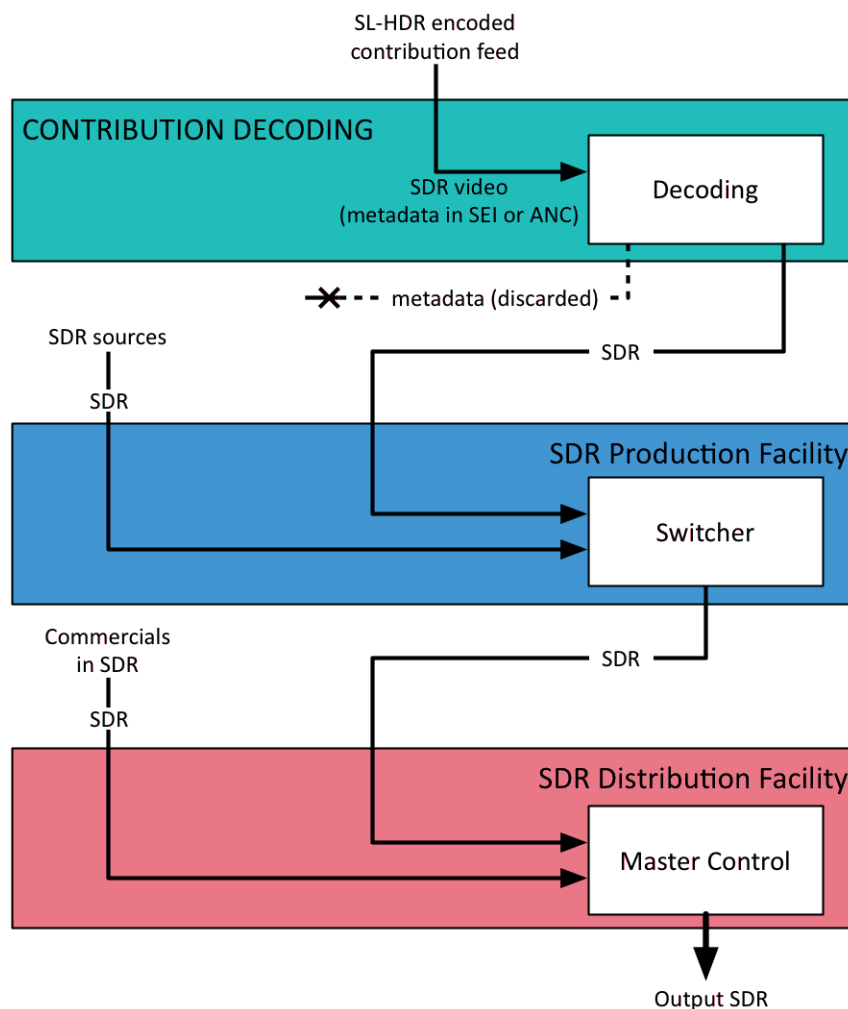 SL-HDR encoded
contribution feed
CONTRIBUTION DECODING
SDR video
(metadata in SEI or ANC)
Decoding
metadata (discarded)
SDR sources
SDR
SDR
SDR Production Facility
Switcher
Commercials
in SDR
SDR
SDR
SDR Distribution Facility
Master Control
Output SDR